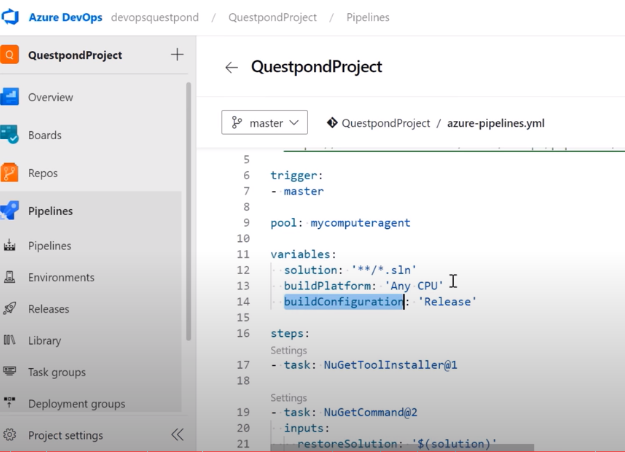 Azure DevOps devopsquestpond / QuestpondProject / Pipelines
Q QuestpondProject +
Overview
Boards
Repos
Pipelines
Pipelines
Environments
Releases
Library
Task groups
Deployment groups
Project settings
← QuestpondProject
master QuestpondProject / azure-pipelines.yml
5
6 trigger:
7 - master
8
9 pool: mycomputeragent
10
11 variables:
12 solution: '**/*.sln'
13 buildPlatform: 'Any CPU'
14 buildConfiguration: 'Release'
15
16 steps:
Settings
17 - task: NuGetToolInstaller@1
18
Settings
19 - task: NuGetCommand@2
20 inputs:
21 restoreSolution: '$(solution)'